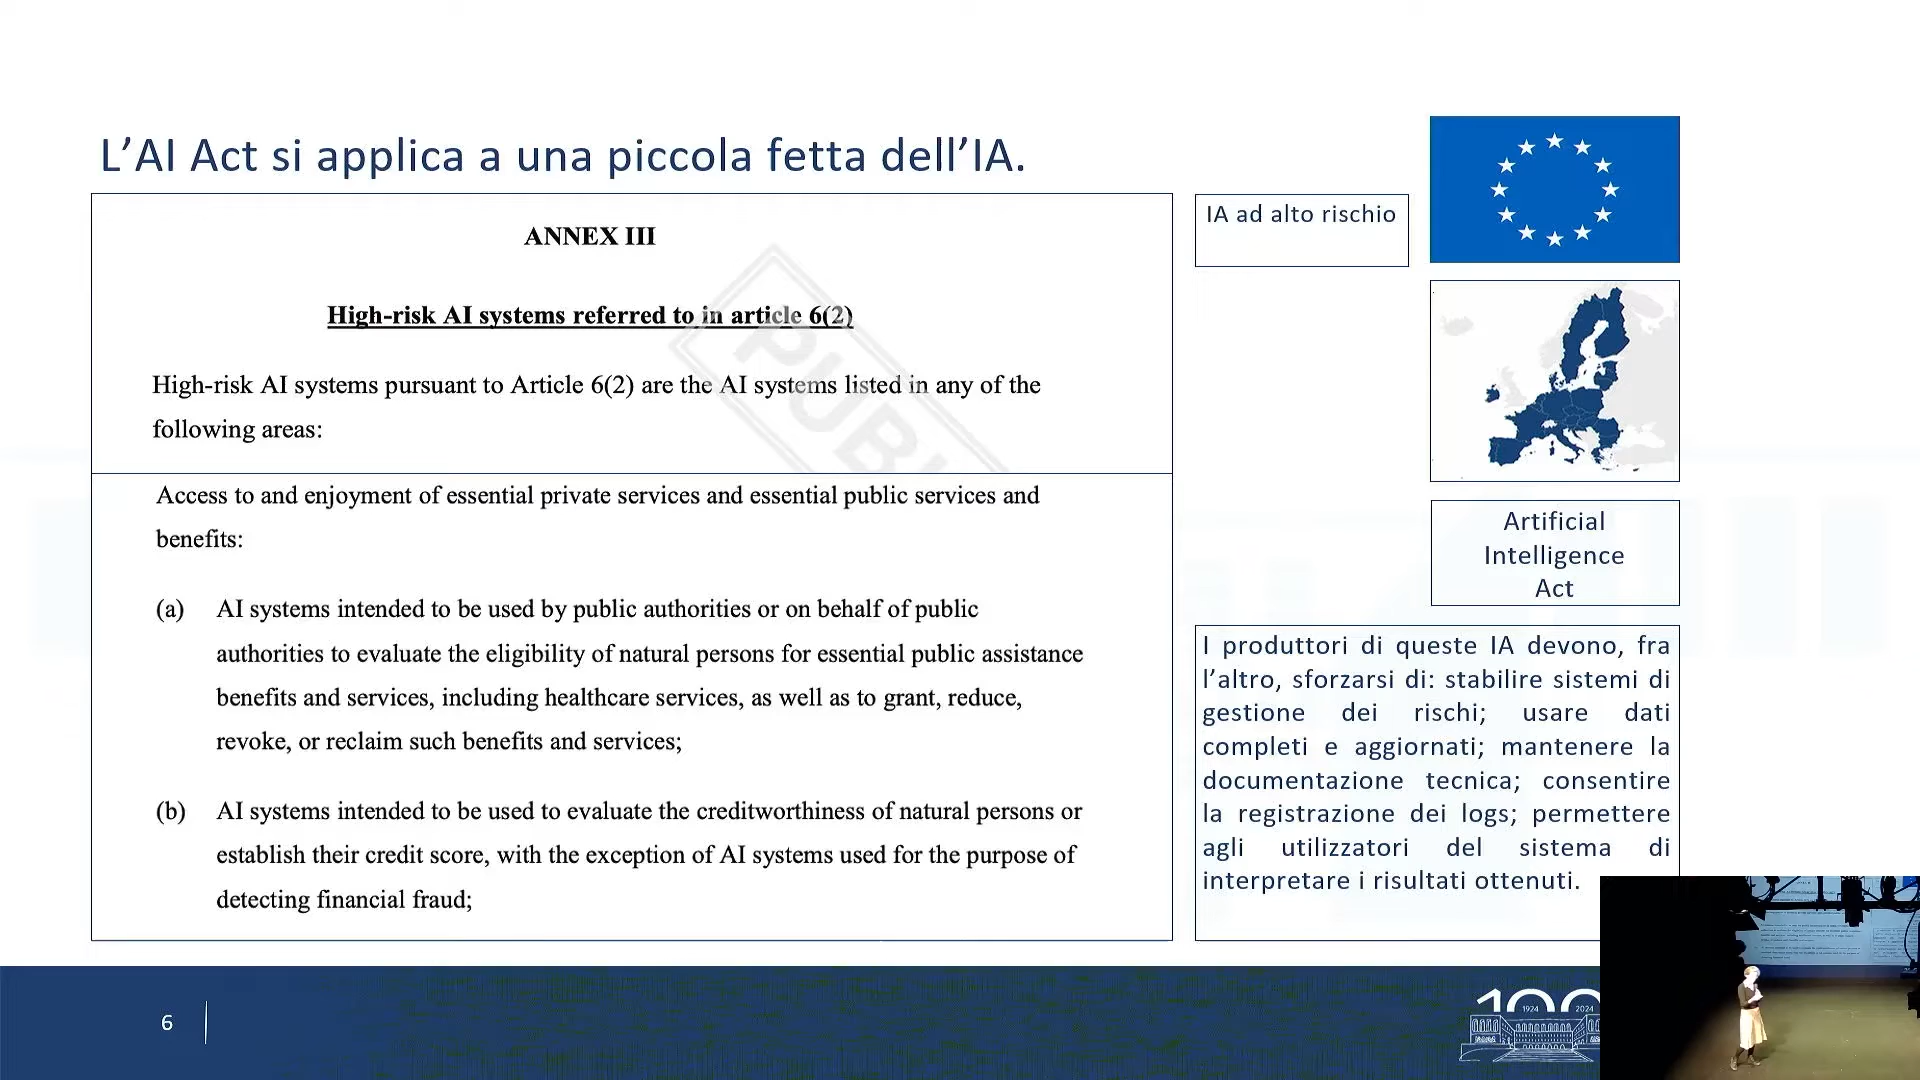 L’AI Act si applica a una piccola fetta dell’IA.
ANNEX III
High-risk AI systems referred to in article 6(2)
High-risk AI systems pursuant to Article 6(2) are the AI systems listed in any of the
following areas:
Access to and enjoyment of essential private services and essential public services and
benefits:
(a) AI systems intended to be used by public authorities or on behalf of public
authorities to evaluate the eligibility of natural persons for essential public assistance
benefits and services, including healthcare services, as well as to grant, reduce,
revoke, or reclaim such benefits and services;
(b) AI systems intended to be used to evaluate the creditworthiness of natural persons or
establish their credit score, with the exception of AI systems used for the purpose of
detecting financial fraud;
IA ad alto rischio
Artificial
Intelligence
Act
I produttori di queste IA devono, fra
l’altro, sforzarsi di: stabilire sistemi di
gestione dei rischi; usare dati
completi e aggiornati; mantenere la
documentazione tecnica; consentire
la registrazione dei logs; permettere
agli utilizzatori del sistema di
interpretare i risultati ottenuti.
6
1924 2024